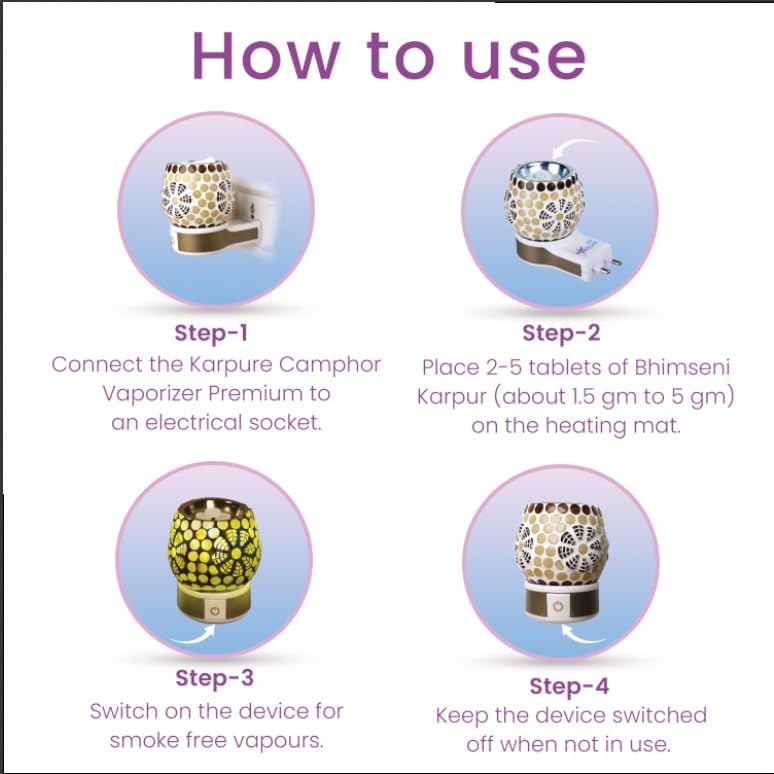 How to use
Step-1
Connect the Karpure Camphor
Vaporizer Premium to
an electrical socket.
Step-2
Place 2-5 tablets of Bhimseni
Karpur (about 1.5 gm to 5 gm)
on the heating mat.
Step-3
Switch on the device for
smoke free vapours.
Step-4
Keep the device switched
off when not in use.